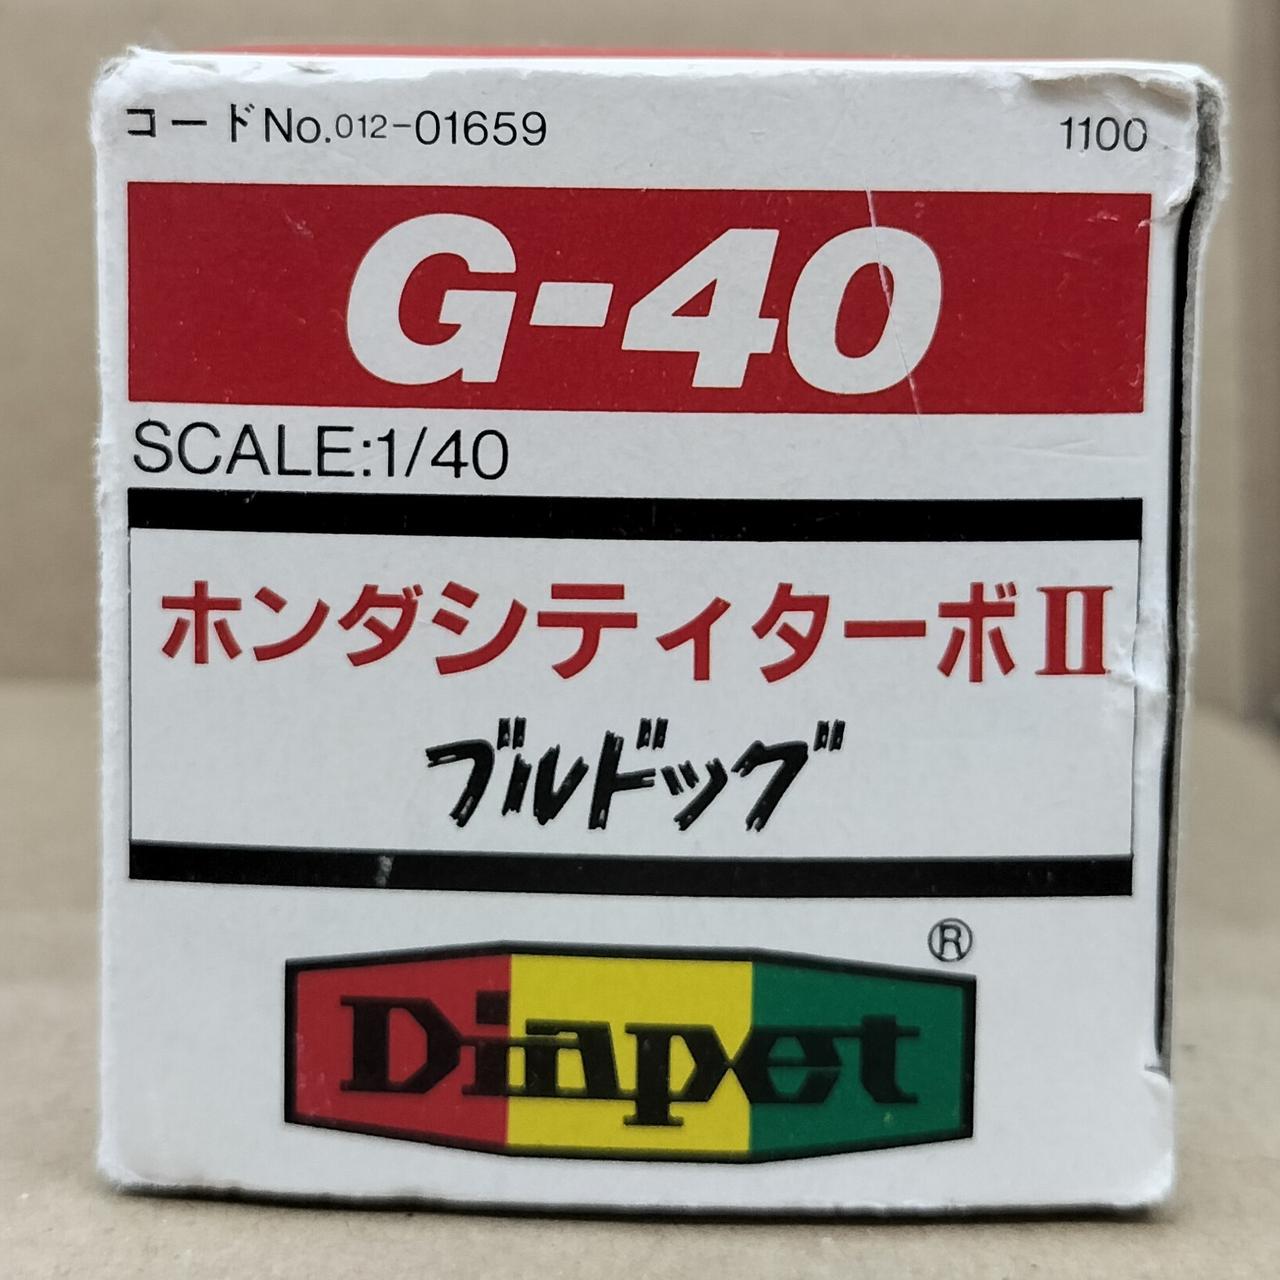 コードNo.012-01659 1100
G-40
SCALE:1/40
ホンダシティターボⅡ
ブルドッグ
®
Diapet